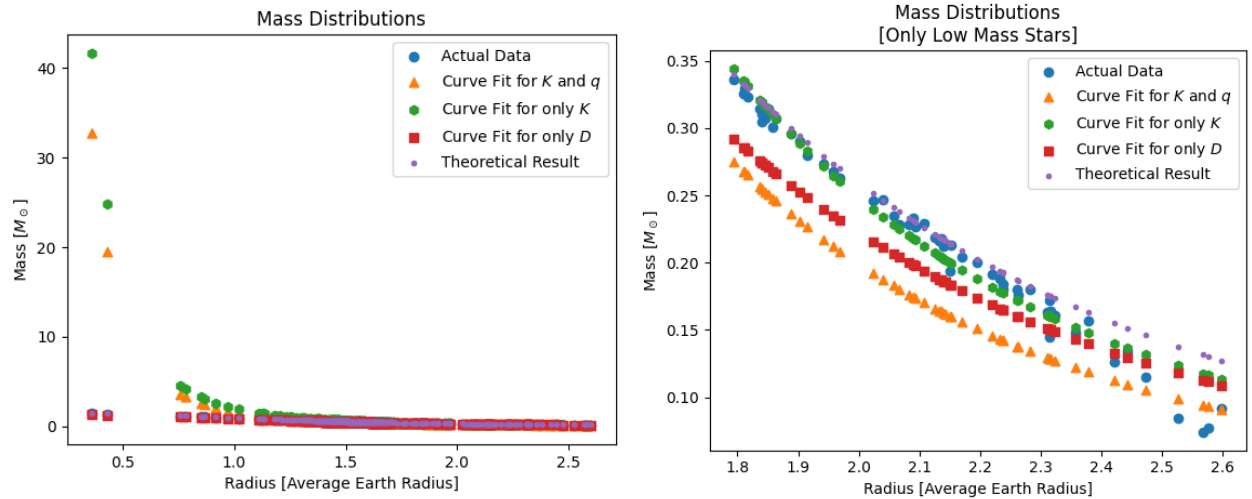 Mass Distributions
Mass [M⊙]
40
30
20
10
0
0.5
1.0
1.5
2.0
2.5
Radius [Average Earth Radius]
Actual Data
Curve Fit for K and q
Curve Fit for only K
Curve Fit for only D
Theoretical Result
Mass Distributions
[Only Low Mass Stars]
Mass [M⊙]
0.35
0.30
0.25
0.20
0.15
0.10
1.8
1.9
2.0
2.1
2.2
2.3
2.4
2.5
2.6
Radius [Average Earth Radius]
Actual Data
Curve Fit for K and q
Curve Fit for only K
Curve Fit for only D
Theoretical Result